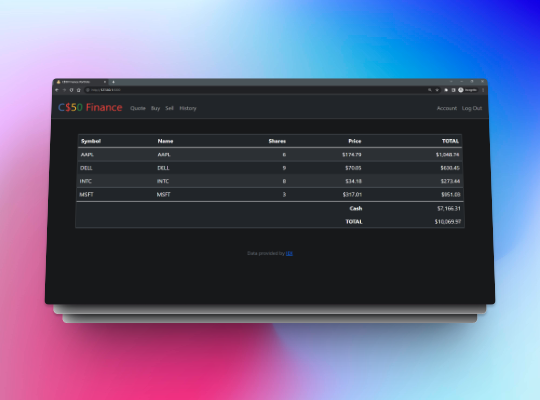 C$50 Finance Quote Buy Sell History Account Log Out
Symbol Name Shares Price TOTAL
AAPL AAPL 6 $174.79 $1,048.74
DELL DELL 9 $70.05 $630.45
INTC INTC 8 $34.18 $273.44
MSFT MSFT 3 $317.01 $951.03
Cash $7,166.31
TOTAL $10,069.97
Data provided by IEX